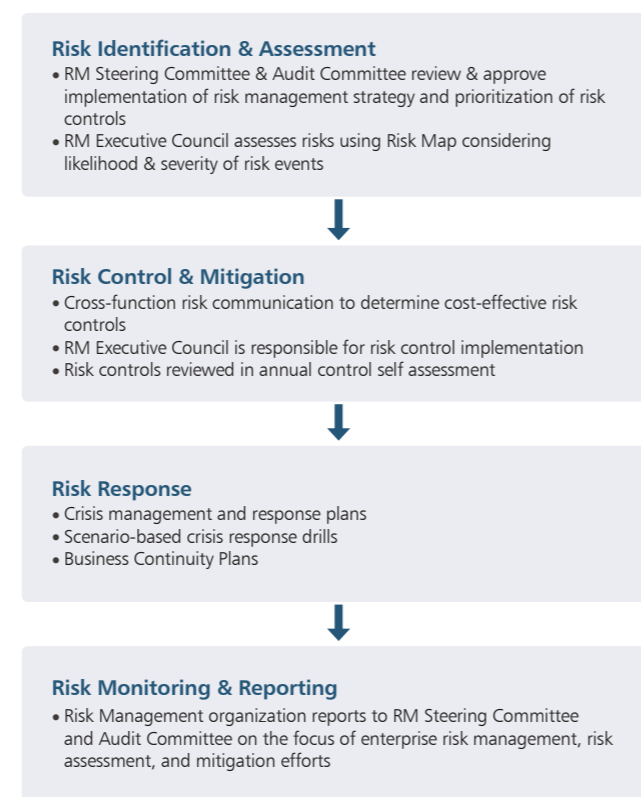 Risk Identification & Assessment
• RM Steering Committee & Audit Committee review & approve
implementation of risk management strategy and prioritization of risk
controls
• RM Executive Council assesses risks using Risk Map considering
likelihood & severity of risk events
Risk Control & Mitigation
• Cross-function risk communication to determine cost-effective risk
controls
• RM Executive Council is responsible for risk control implementation
• Risk controls reviewed in annual control self assessment
Risk Response
• Crisis management and response plans
• Scenario-based crisis response drills
• Business Continuity Plans
Risk Monitoring & Reporting
• Risk Management organization reports to RM Steering Committee
and Audit Committee on the focus of enterprise risk management, risk
assessment, and mitigation efforts